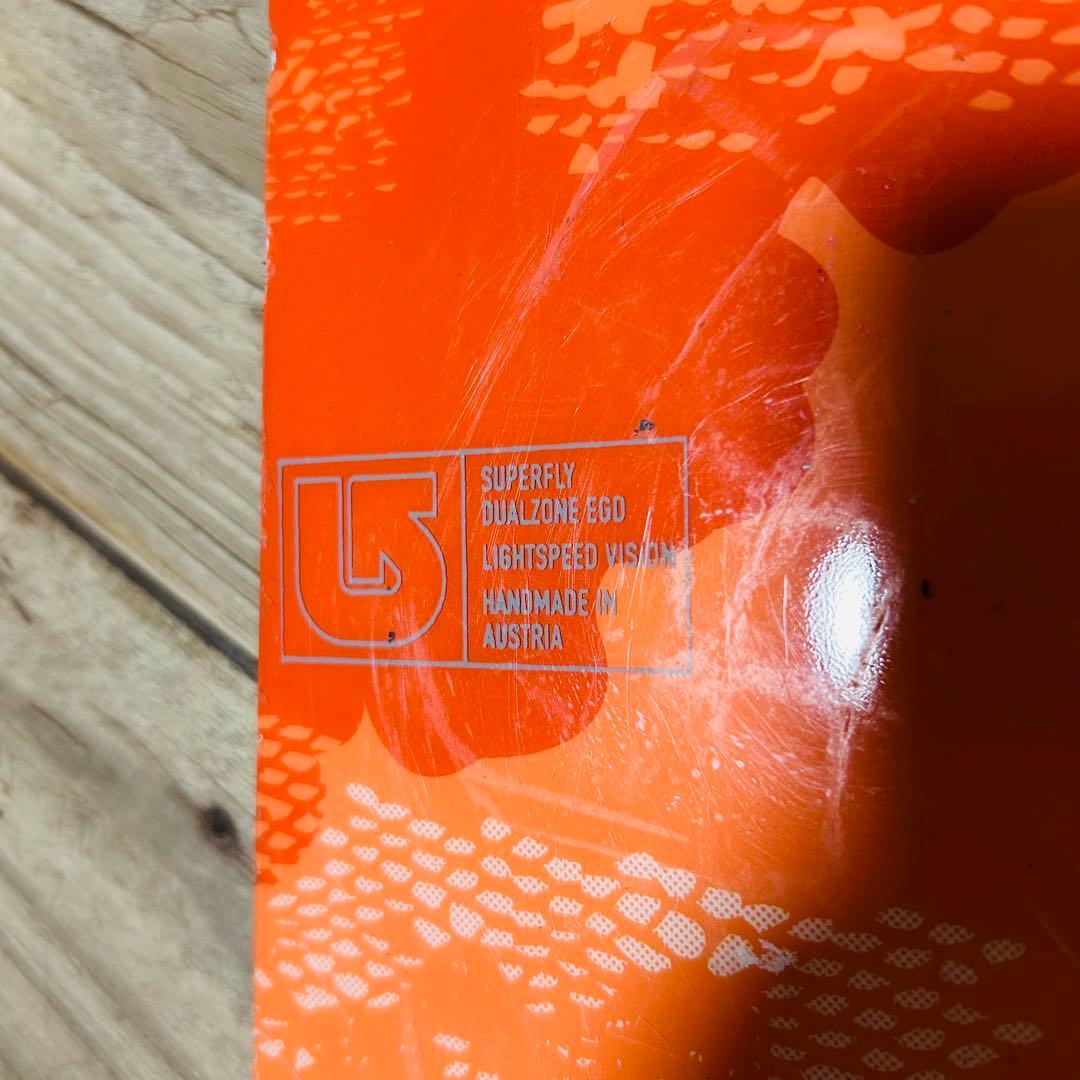 SUPERFLY
DUALZONE EGD
LIGHTSPEED VISION
HANDMADE IN
AUSTRIA